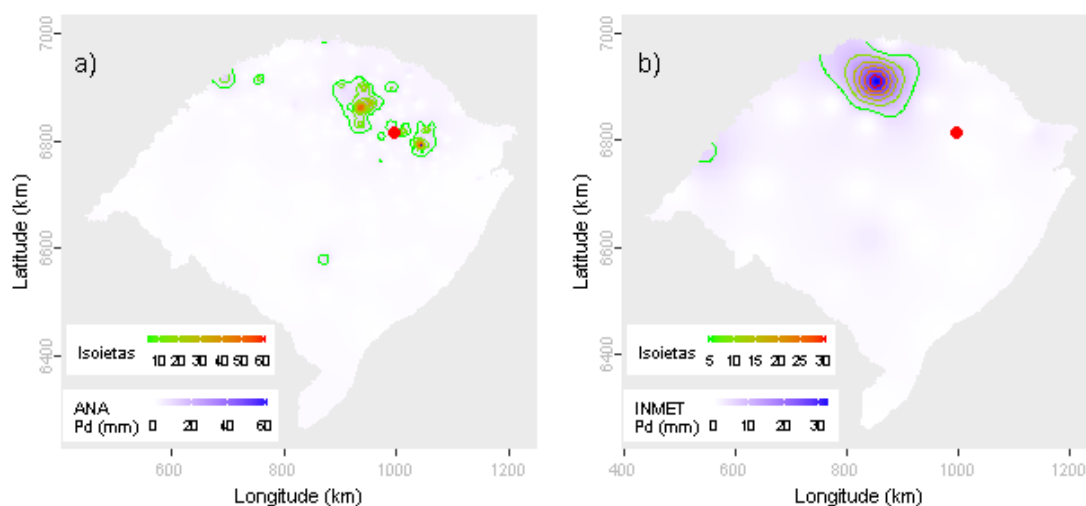 a)
Latitude (km)
7000
6800
6600
6400
Isoietas
10 20 30 40 50 60
ANA
Pd (mm) 0 20 40 60
600 800 1000 1200
Longitude (km)
b)
Latitude (km)
7000
6800
6600
6400
Isoietas
5 10 15 20 25 30
INMET
Pd (mm) 0 10 20 30
400 600 800 1000 1200
Longitude (km)